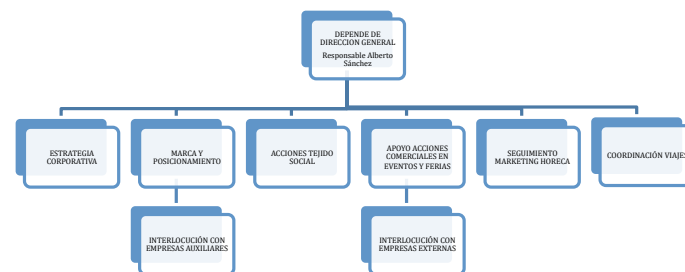 DEPENDE DE
DIRECCION GENERAL
Responsable Alberto
Sánchez
ESTRATEGIA
CORPORATIVA
MARCA Y
POSICIONAMIENTO
ACCIONES TEJIDO
SOCIAL
APOYO ACCIONES
COMERCIALES EN
EVENTOS Y FERIAS
SEGUIMIENTO
MARKETING HORECA
COORDINACIÓN VIAJE
INTERLOCUCIÓN CON
EMPRESAS AUXILIARES
INTERLOCUCIÓN CON
EMPRESAS EXTERNAS